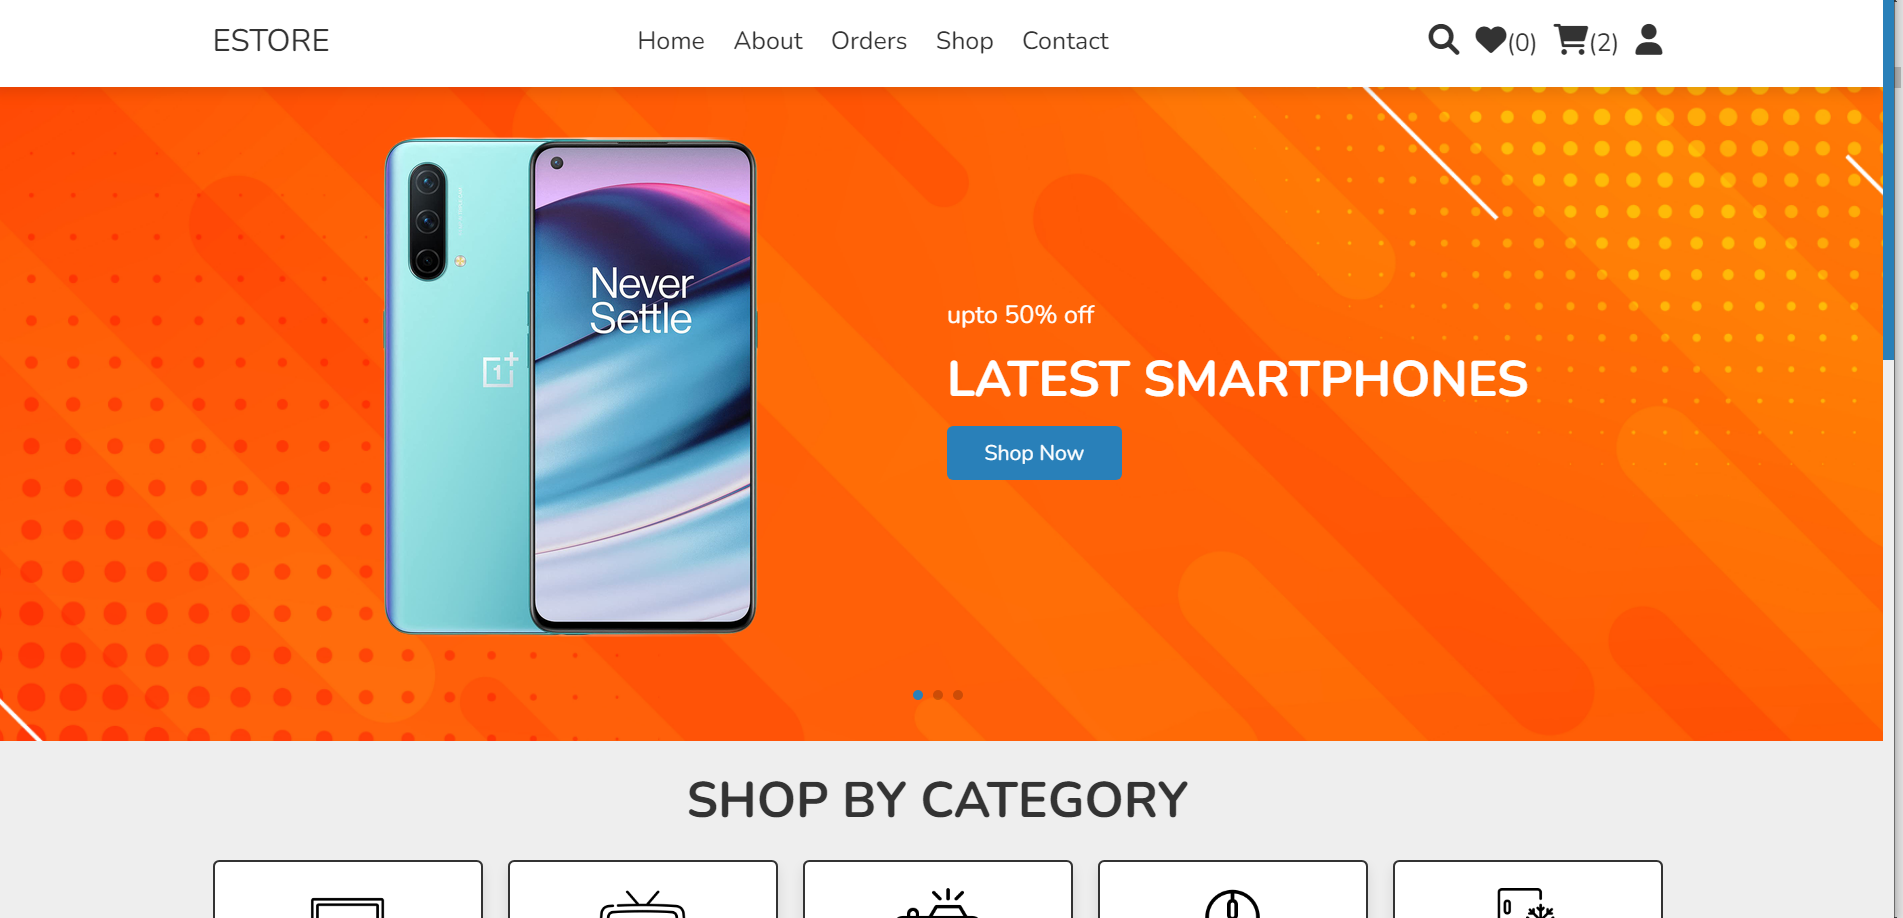 ESTORE
Home About Orders Shop Contact
(0) (2)
Never
Settle
1+
upto 50% off
LATEST SMARTPHONES
Shop Now
SHOP BY CATEGORY